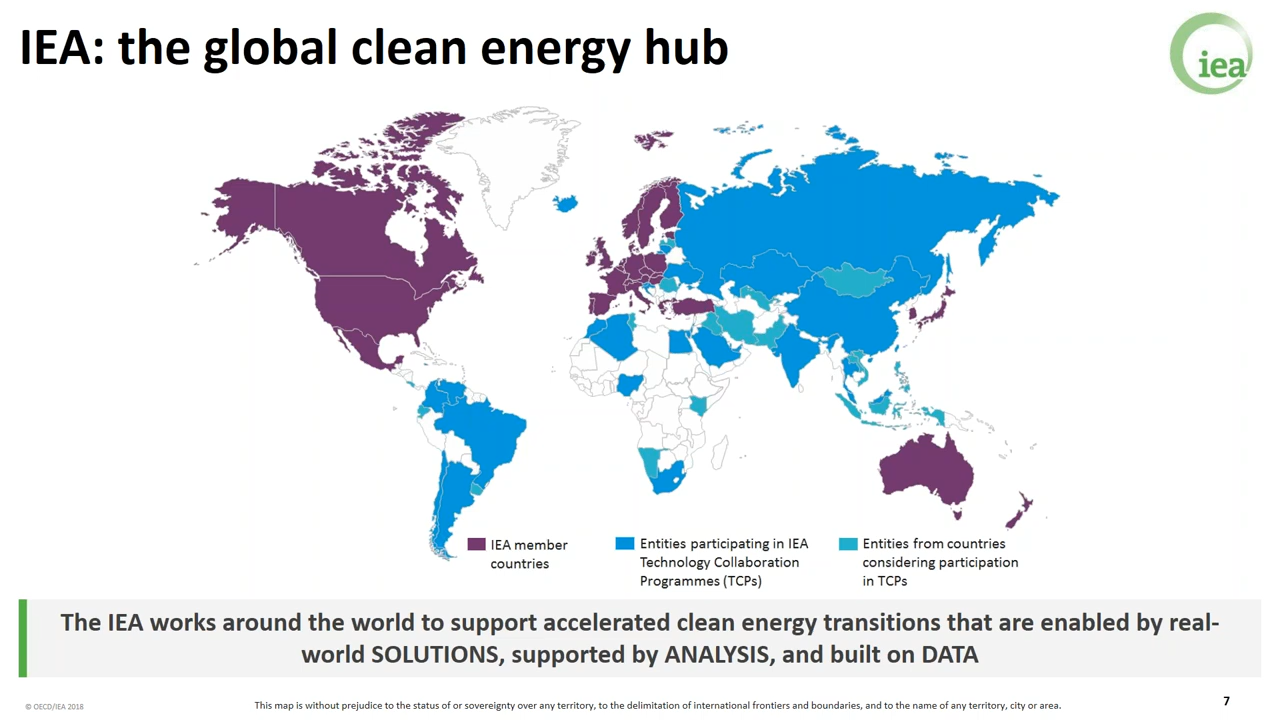 IEA: the global clean energy hub
iea
IEA member
countries
Entities participating in IEA
Technology Collaboration
Programmes (TCPs)
Entities from countries
considering participation
in TCPs
The IEA works around the world to support accelerated clean energy transitions that are enabled by real-
world SOLUTIONS, supported by ANALYSIS, and built on DATA
© OECD/IEA 2018
This map is without prejudice to the status of or sovereignty over any territory, to the delimitation of international frontiers and boundaries, and to the name of any territory, city or area.
7